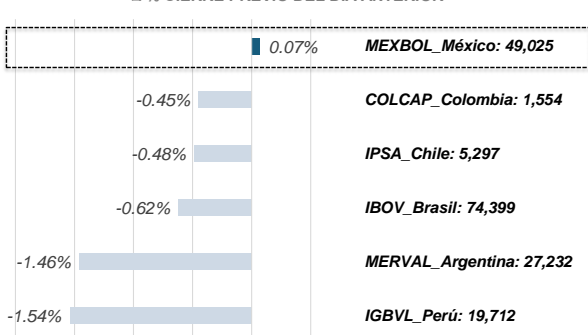 0.07% MEXBOL_México: 49,025
-0.45% COLCAP_Colombia: 1,554
-0.48% IPSA_Chile: 5,297
-0.62% IBOV_Brasil: 74,399
-1.46% MERVAL_Argentina: 27,232
-1.54% IGBVL_Perú: 19,712